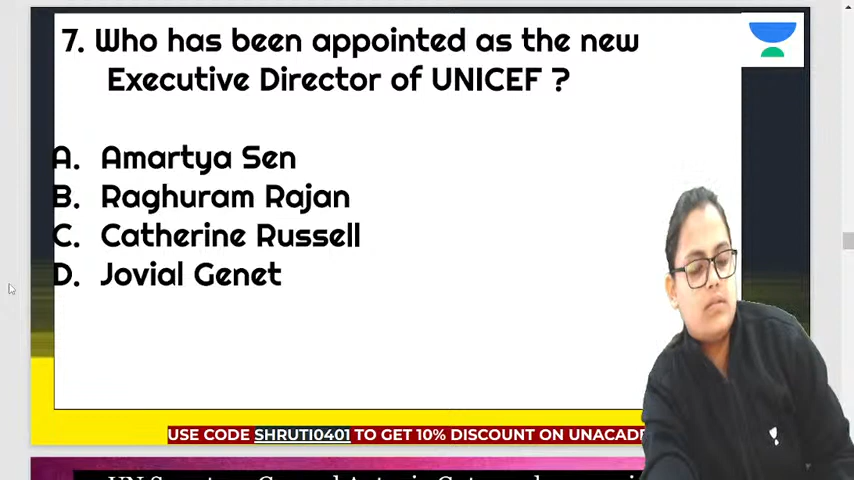 7. Who has been appointed as the new
Executive Director of UNICEF ?
A. Amartya Sen
B. Raghuram Rajan
C. Catherine Russell
D. Jovial Genet
USE CODE SHRUTI0401 TO GET 10% DISCOUNT ON